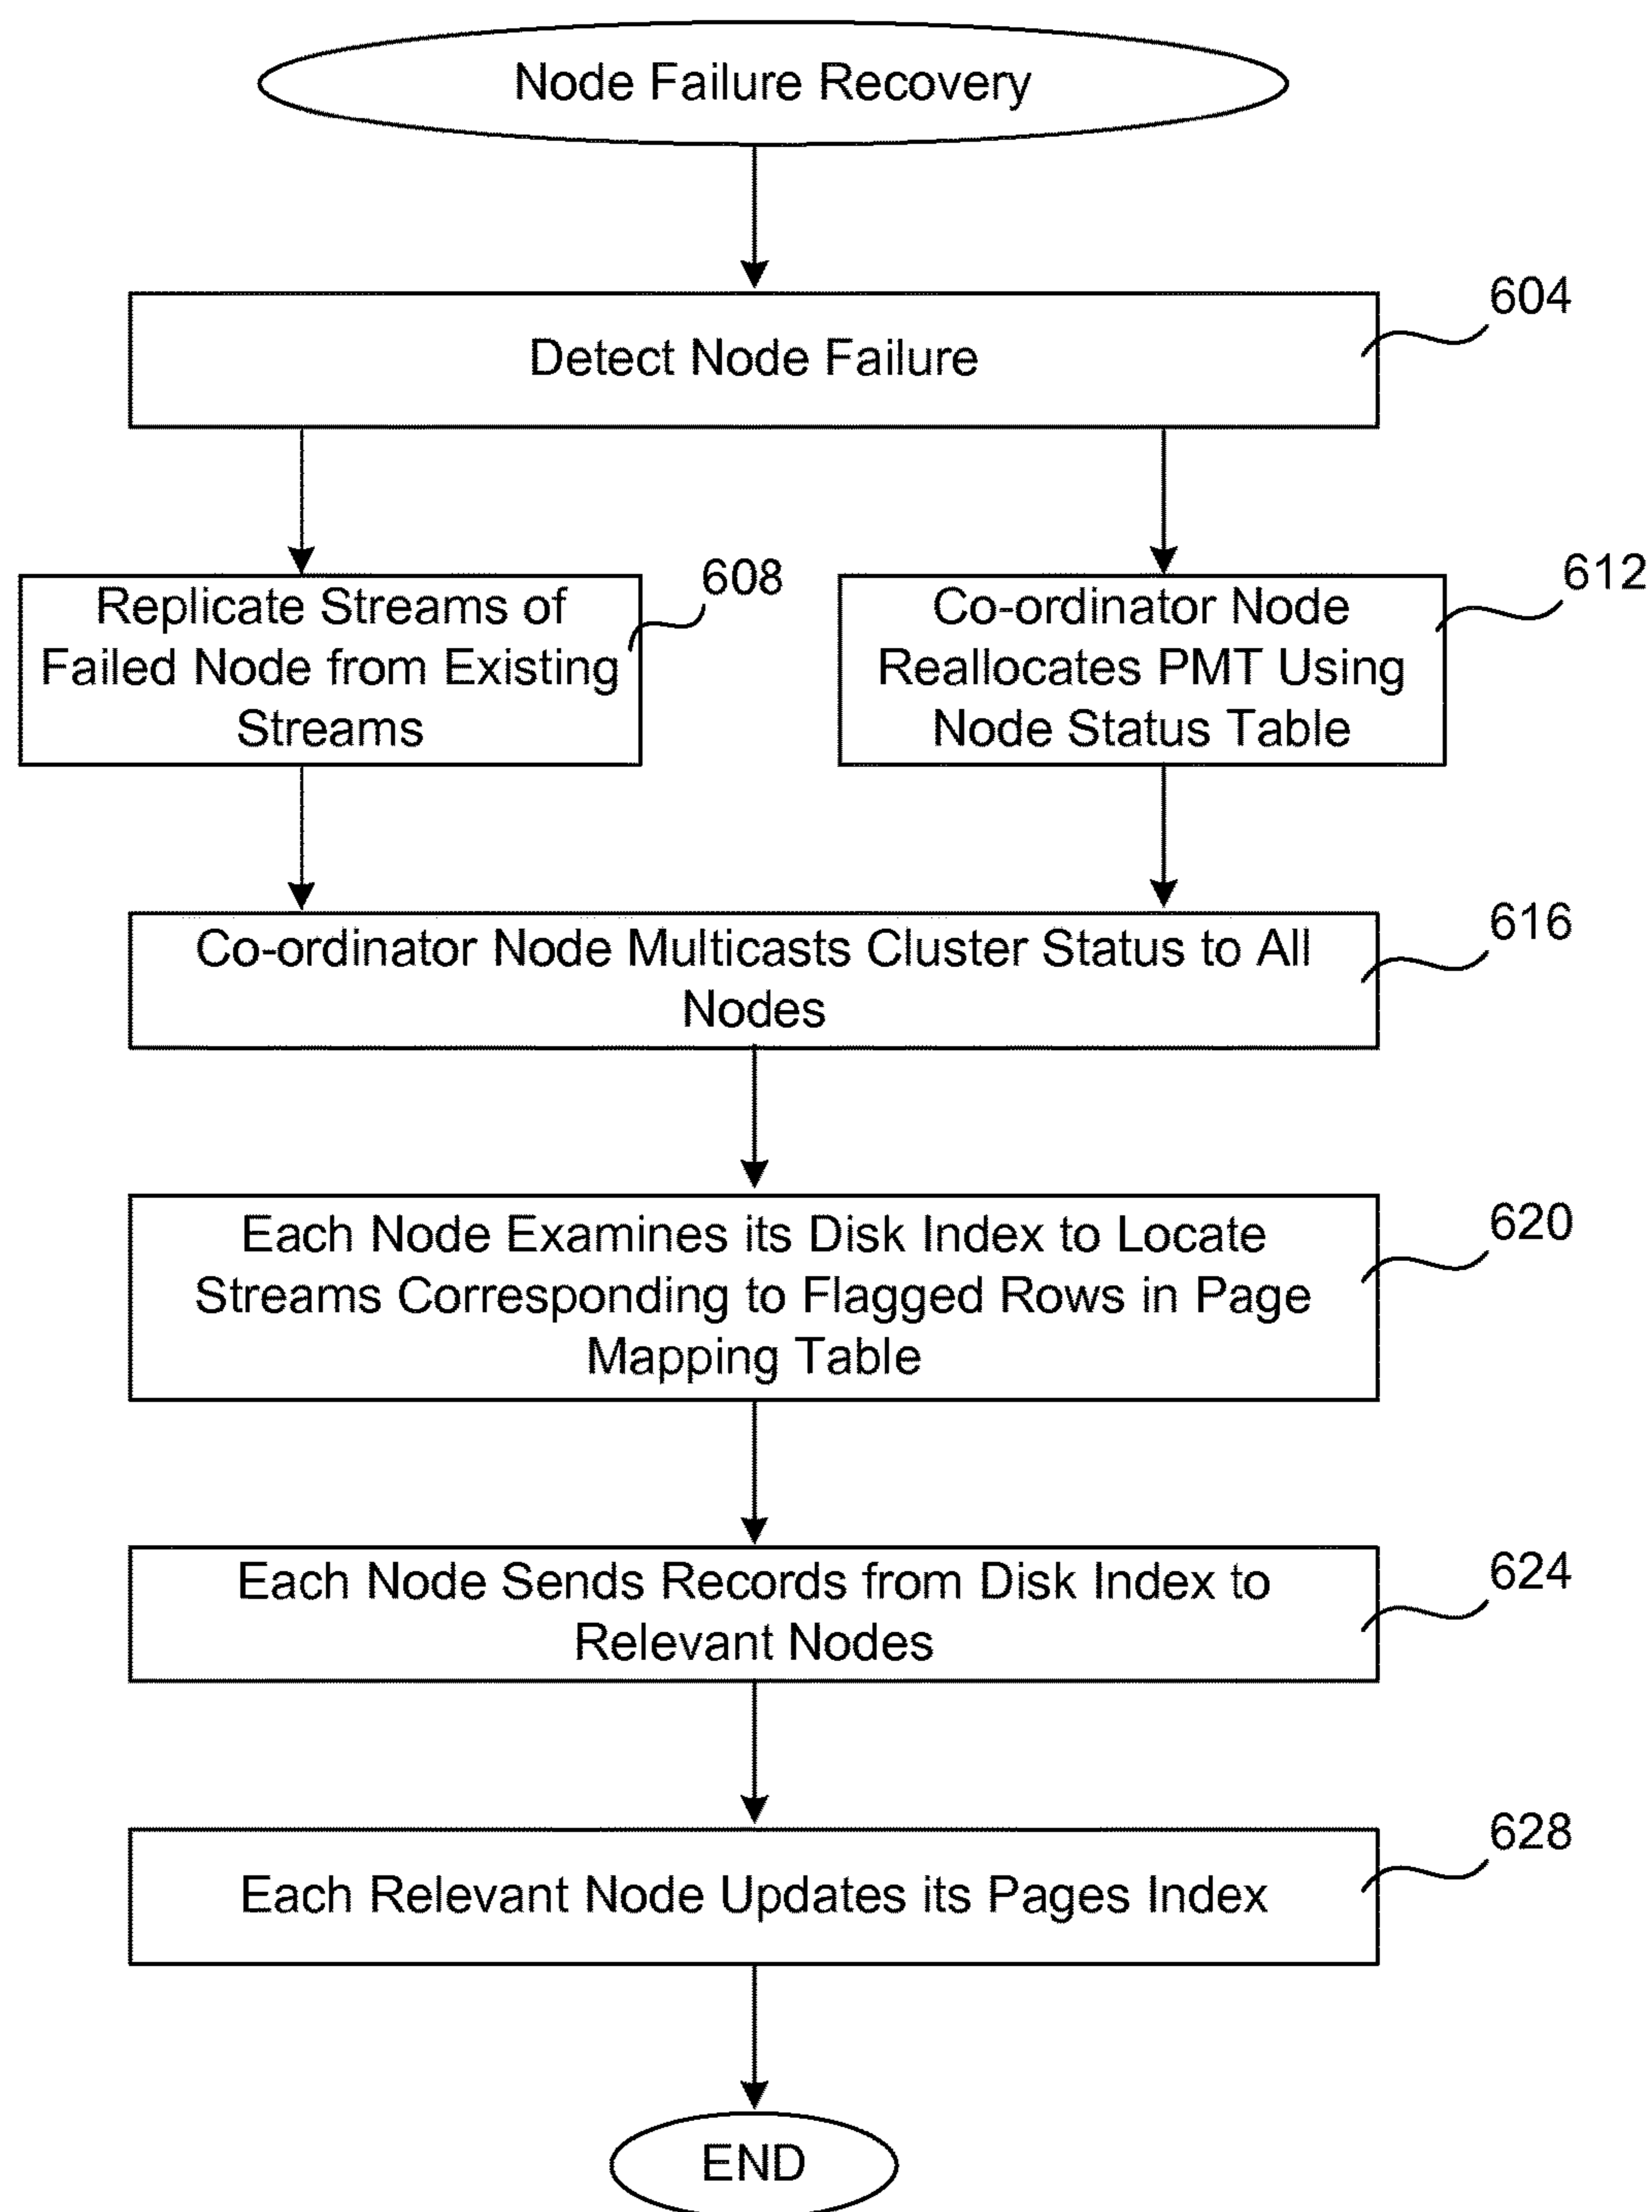 Node Failure Recovery
604
Detect Node Failure
608
Replicate Streams of
Failed Node from Existing
Streams
612
Co-ordinator Node
Reallocates PMT Using
Node Status Table
616
Co-ordinator Node Multicasts Cluster Status to All
Nodes
620
Each Node Examines its Disk Index to Locate
Streams Corresponding to Flagged Rows in Page
Mapping Table
624
Each Node Sends Records from Disk Index to
Relevant Nodes
628
Each Relevant Node Updates its Pages Index
END